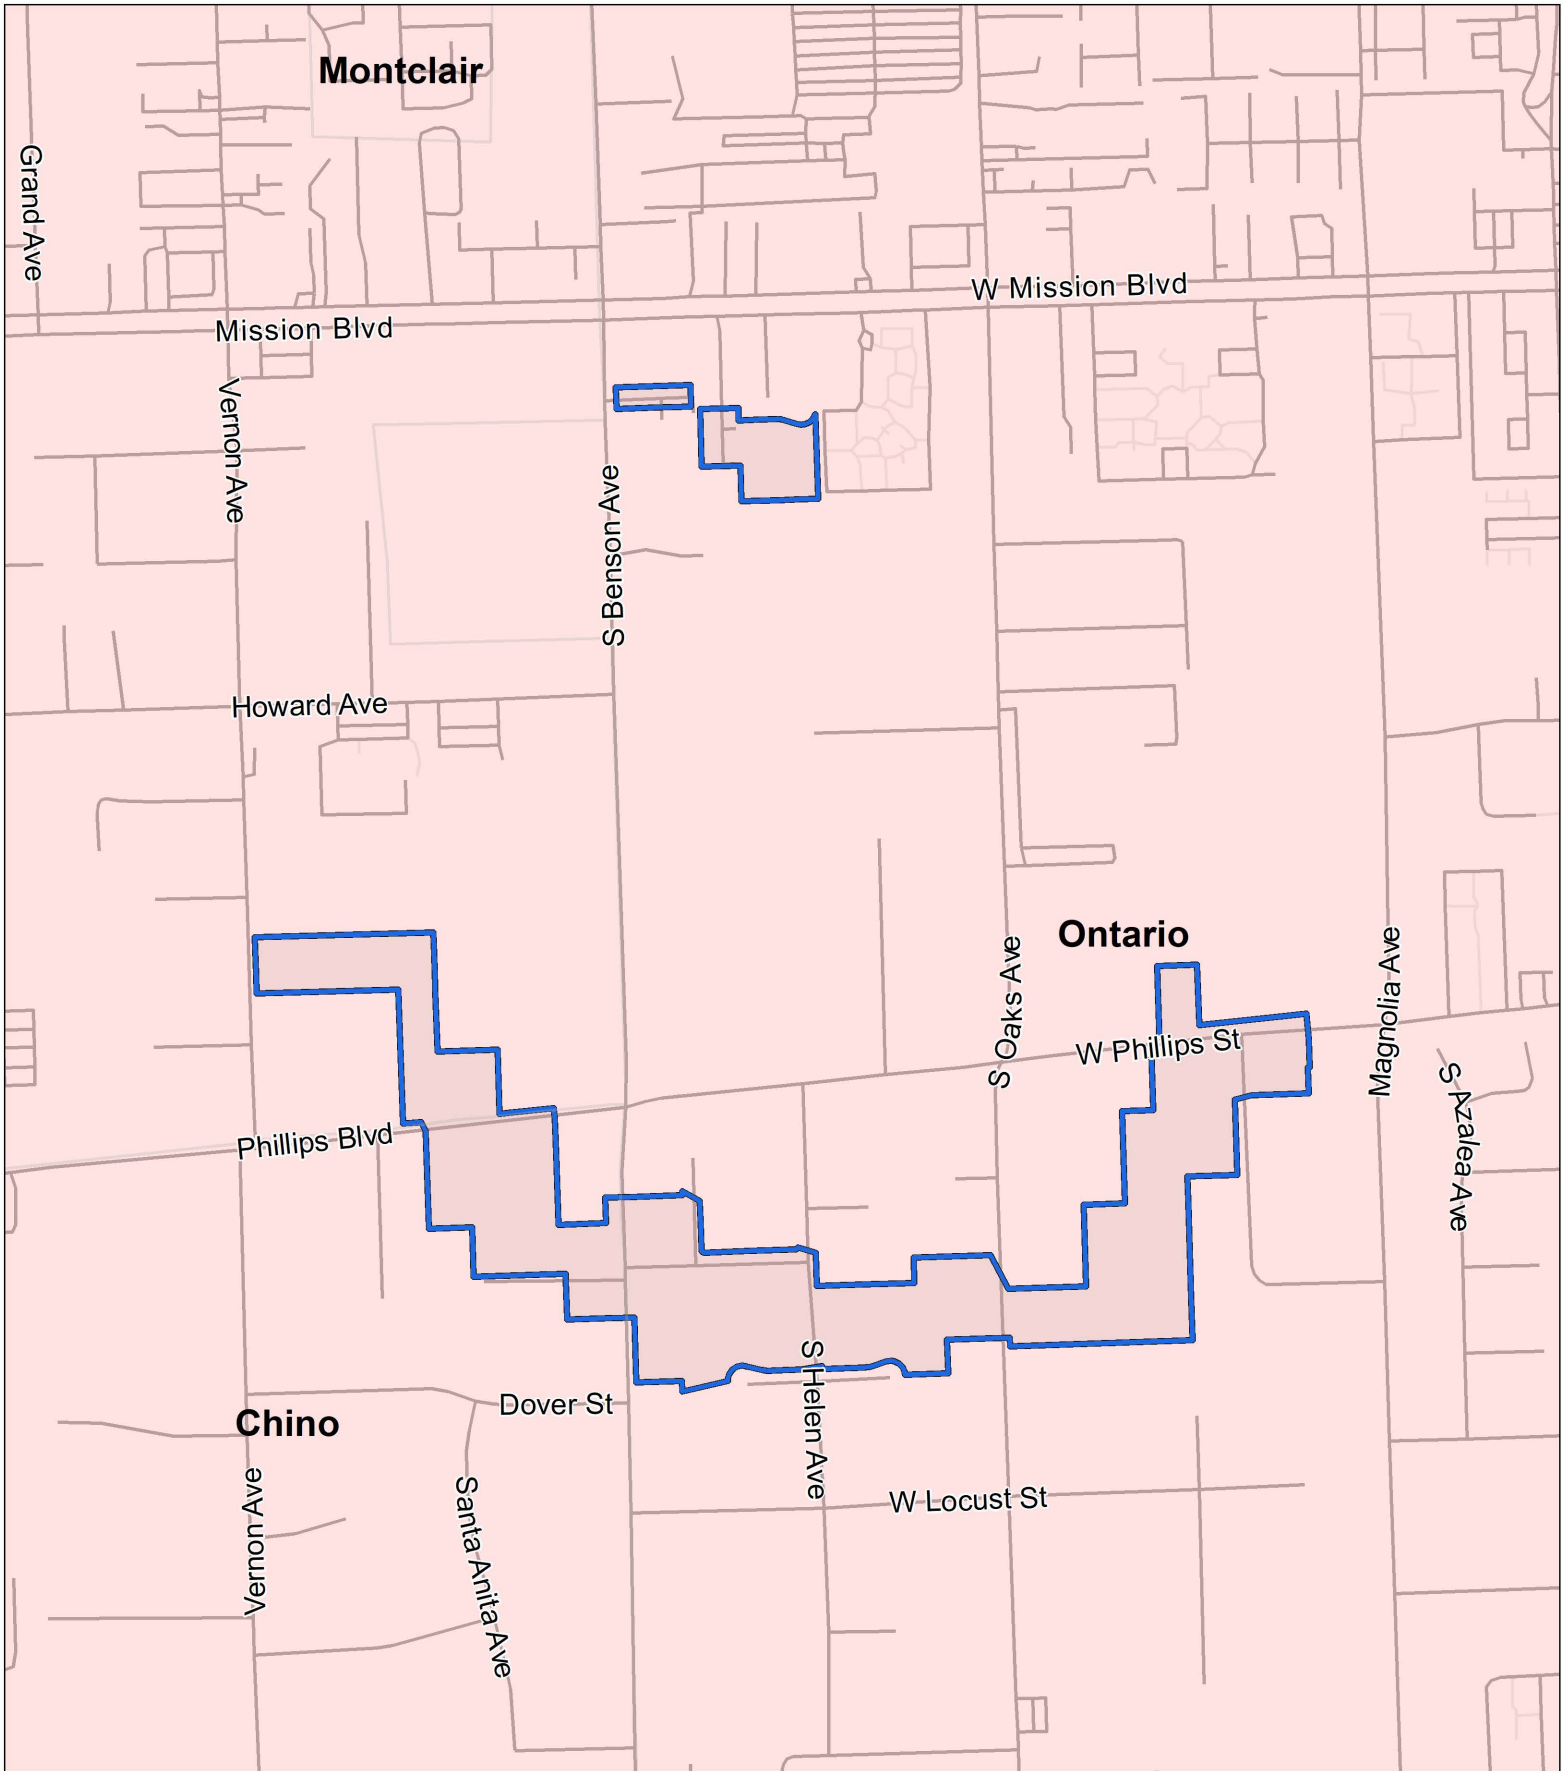 Montclair
Grand Ave
W Mission Blvd
Mission Blvd
Vernon Ave
S Benson Ave
Howard Ave
Ontario
S Oaks Ave
Magnolia Ave
W Phillips St
S Azalea Ave
Phillips Blvd
S Helen Ave
Dover St
Chino
Vernon Ave
Santa Anita Ave
W Locust St